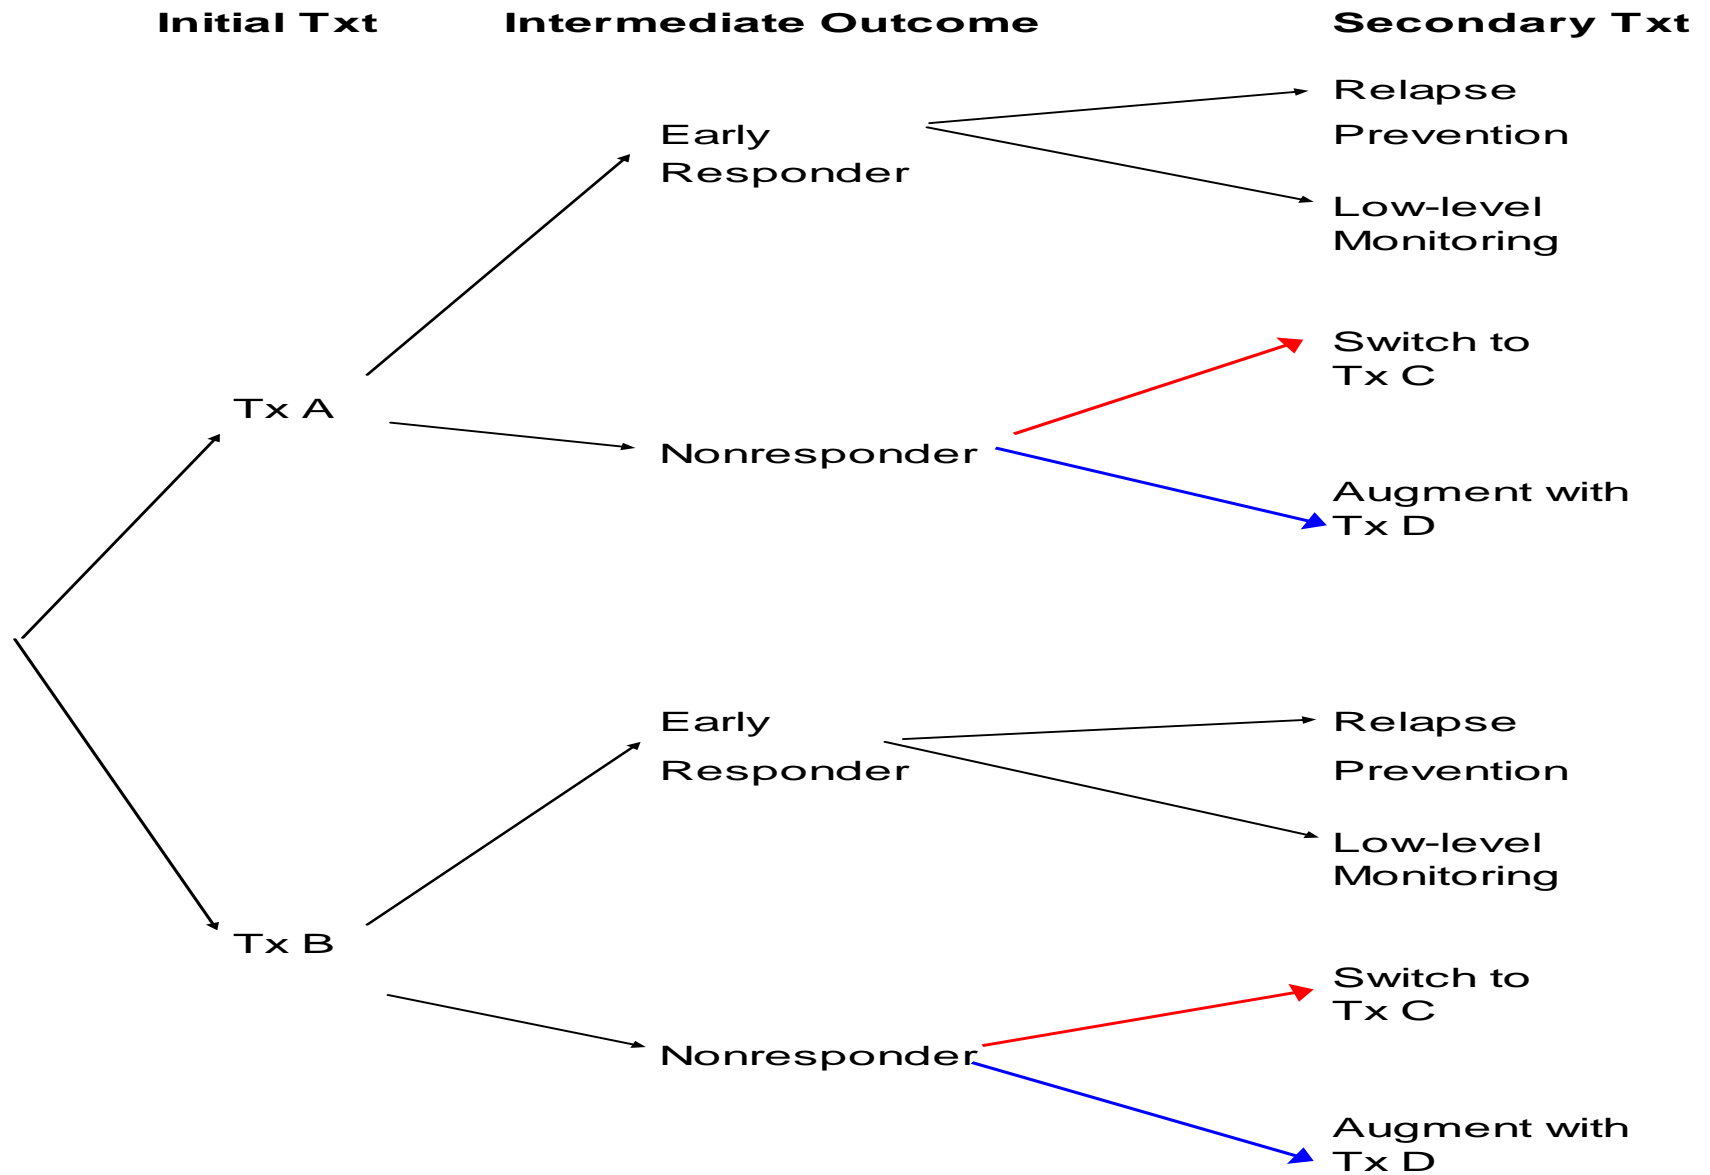 Initial Txt
Intermediate Outcome
Secondary Txt
Early
Responder
Relapse
Prevention
Low-level
Monitoring
Tx A
Nonresponder
Switch to
Tx C
Augment with
Tx D
Early
Responder
Relapse
Prevention
Low-level
Monitoring
Tx B
Nonresponder
Switch to
Tx C
Augment with
Tx D